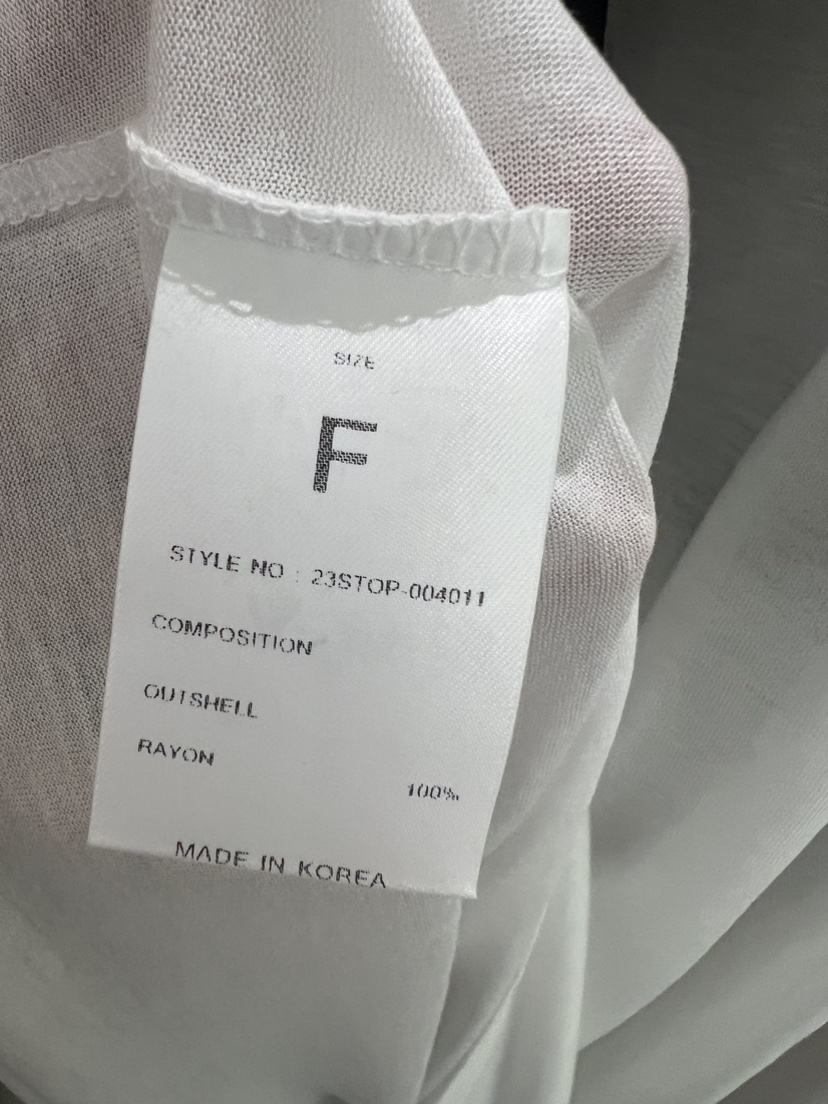 SIZE
F
STYLE NO : 23STOP-004011
COMPOSITION
OUTSHELL
RAYON
100%
MADE IN KOREA